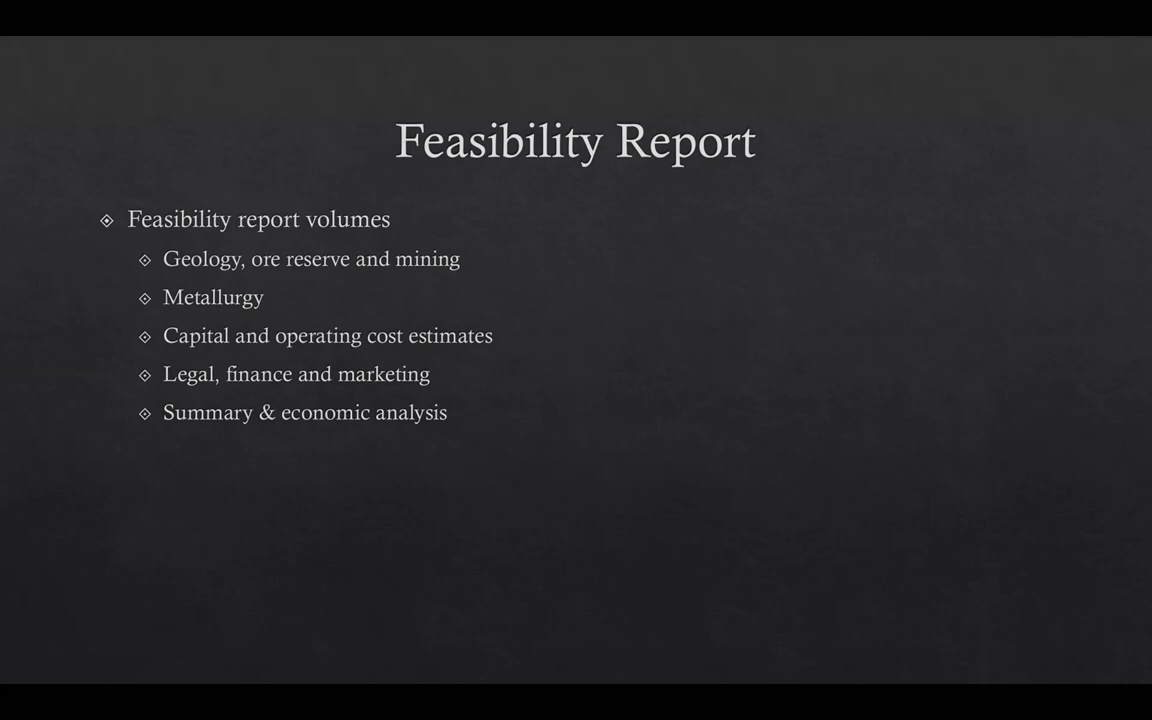 Feasibility Report
Feasibility report volumes
Geology, ore reserve and mining
Metallurgy
Capital and operating cost estimates
Legal, finance and marketing
Summary & economic analysis